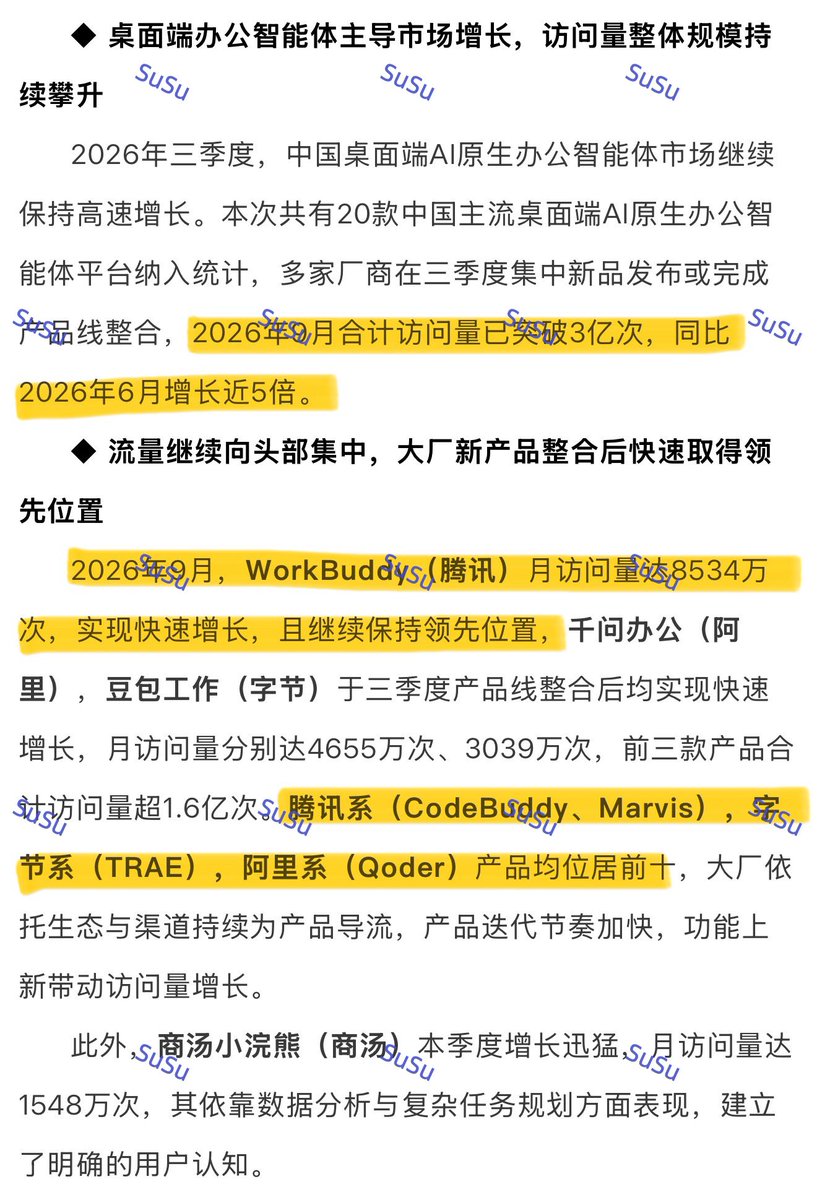 ◆ 桌面端办公智能体主导市场增长，访问量整体规模持
续攀升
SuSu SuSu SuSu
2026年三季度，中国桌面端AI原生办公智能体市场继续
保持高速增长。本次共有20款中国主流桌面端AI原生办公智
能体平台纳入统计，多家厂商在三季度集中新品发布或完成
产品线整合，2026年9月合计访问量已突破3亿次，同比
SuSu SuSu SuSu SuSu
2026年6月增长近5倍。
◆ 流量继续向头部集中，大厂新产品整合后快速取得领
先位置
2026年9月，WorkBuddy（腾讯）月访问量达8534万
SuSu SuSu SuSu
次，实现快速增长，且继续保持领先位置，千问办公（阿
里），豆包工作（字节）于三季度产品线整合后均实现快速
增长，月访问量分别达4655万次、3039万次，前三款产品合
计访问量超1.6亿次。腾讯系（CodeBuddy、Marvis），字
SuSu SuSu SuSu SuSu
节系（TRAE），阿里系（Qoder）产品均位居前十，大厂依
托生态与渠道持续为产品导流，产品迭代节奏加快，功能上
新带动访问量增长。
此外，商汤小浣熊（商汤）本季度增长迅猛，月访问量达
SuSu SuSu SuSu
1548万次，其依靠数据分析与复杂任务规划方面表现，建立
了明确的用户认知。